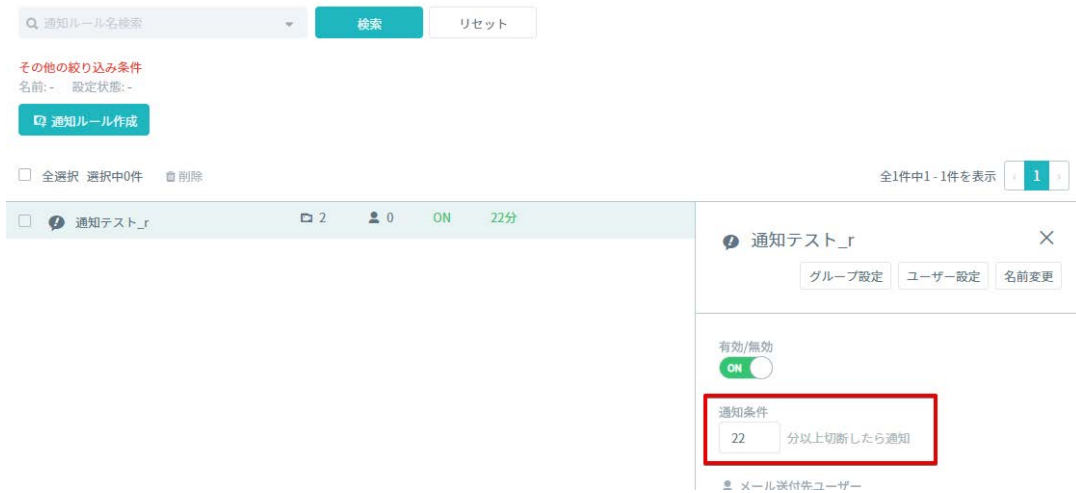 通知ルール名検索 検索 リセット
その他の絞り込み条件
名前: - 設定状態: -
通知ルール作成
全選択 選択中0件 削除 全1件中1 - 1件を表示 1
通知テスト_r 2 0 ON 22分
通知テスト_r
グループ設定 ユーザー設定 名前変更
有効/無効
ON
通知条件
22 分以上切断したら通知
メール送付先ユーザー